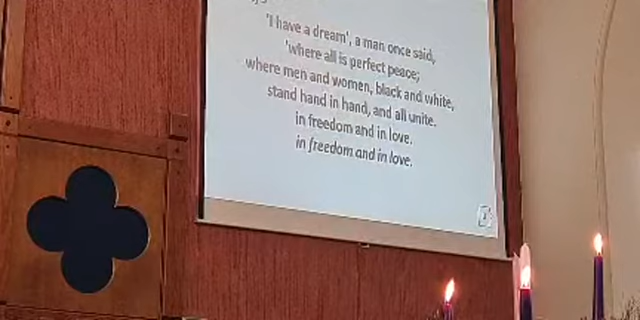 'I have a dream', a man once said,
'where all is perfect peace;
where men and women, black and white,
stand hand in hand, and all unite.
in freedom and in love.
in freedom and in love.